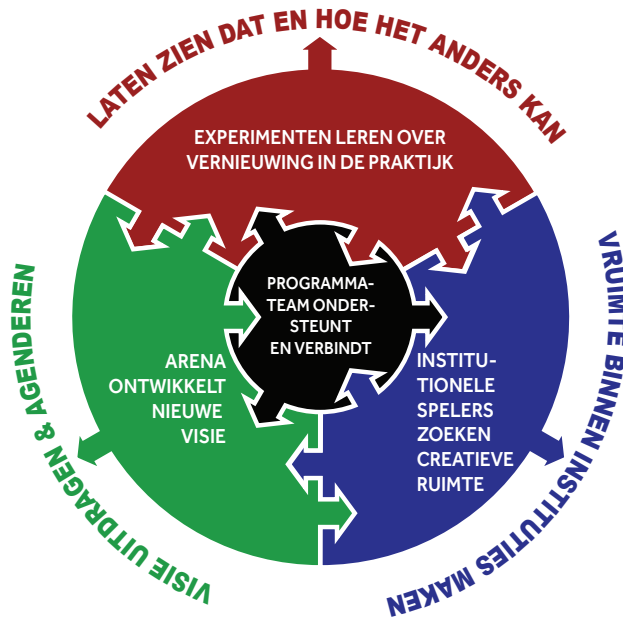 LATEN ZIEN DAT EN HOE HET ANDERS KAN
EXPERIMENTEN LEREN OVER
VERNIEUWING IN DE PRAKTIJK
PROGRAMMA-
TEAM ONDER-
STEUNT
EN VERBINDT
ARENA
ONTWIKKELT
NIEUWE
VISIE
INSTITU-
TIONELE
SPELERS
ZOEKEN
CREATIEVE
RUIMTE
VISIE UITDRAGEN & AGENDEREN
VRUIMTE BINNEN INSTITUTIES MAKEN